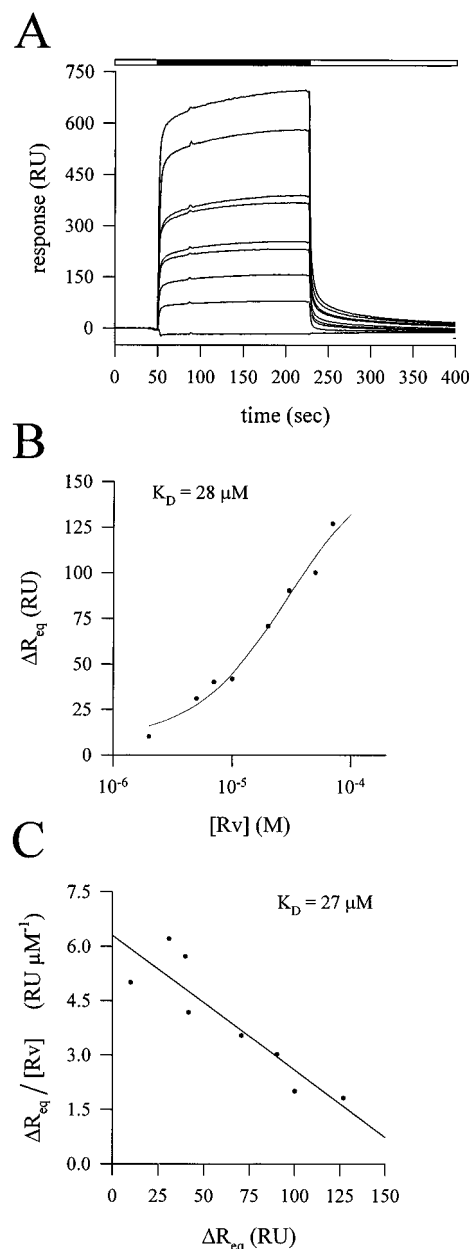 A
750
600
450
300
150
0
response (RU)
0 50 100 150 200 250 300 350 400
time (sec)
B
K_D = 28 μM
150
125
100
75
50
25
0
ΔR_eq (RU)
10⁻⁶ 10⁻⁵ 10⁻⁴
[Rv] (M)
C
K_D = 27 μM
7.5
6.0
4.5
3.0
1.5
0.0
ΔR_eq / [Rv] (RU μM⁻¹)
0 25 50 75 100 125 150
ΔR_eq (RU)